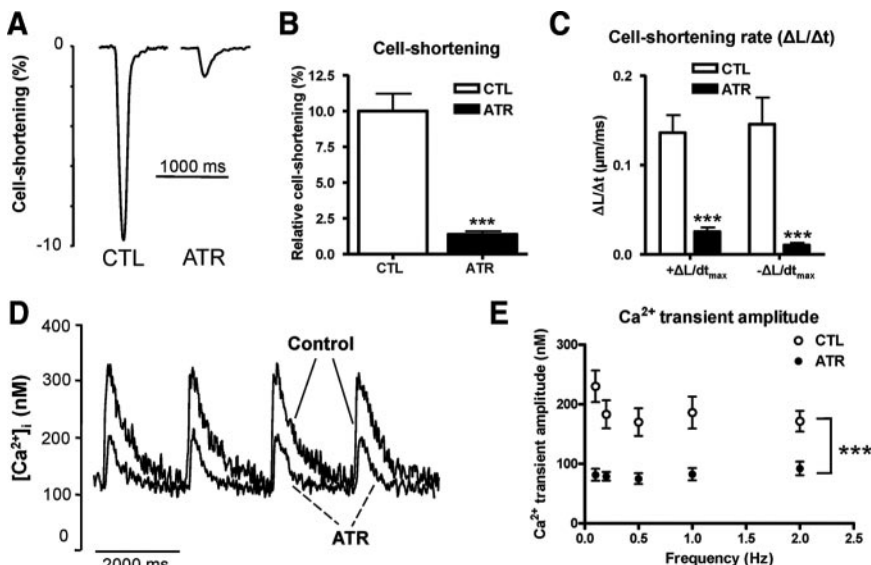 A
0
Cell-shortening (%)
-10
1000 ms
CTL
ATR
B
Cell-shortening
Relative cell-shortening (%)
12.5
10.0
7.5
5.0
2.5
0.0
CTL
ATR
***
CTL
ATR
C
Cell-shortening rate (ΔL/Δt)
ΔL/Δt (µm/ms)
0.2
0.1
0.0
CTL
ATR
***
***
+ΔL/dtmax
-ΔL/dtmax
D
[Ca2+]i (nM)
400
300
200
100
0
Control
ATR
2000 ms
E
Ca2+ transient amplitude
Ca2+ transient amplitude (nM)
300
200
100
0
CTL
ATR
***
0.0
0.5
1.0
1.5
2.0
2.5
Frequency (Hz)